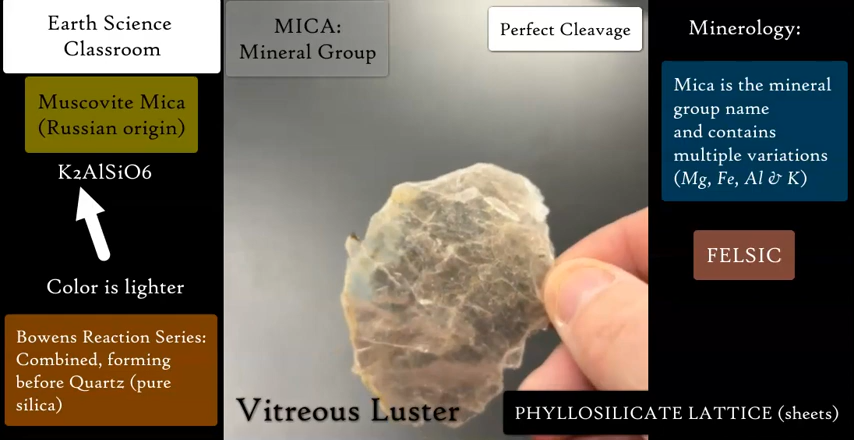 Earth Science
Classroom
Muscovite Mica
(Russian origin)
K2AlSiO6
Color is lighter
Bowens Reaction Series:
Combined, forming
before Quartz (pure
silica)
MICA:
Mineral Group
Perfect Cleavage
Vitreous Luster
Minerology:
Mica is the mineral
group name
and contains
multiple variations
(Mg, Fe, Al & K)
FELSIC
PHYLLOSILICATE LATTICE (sheets)